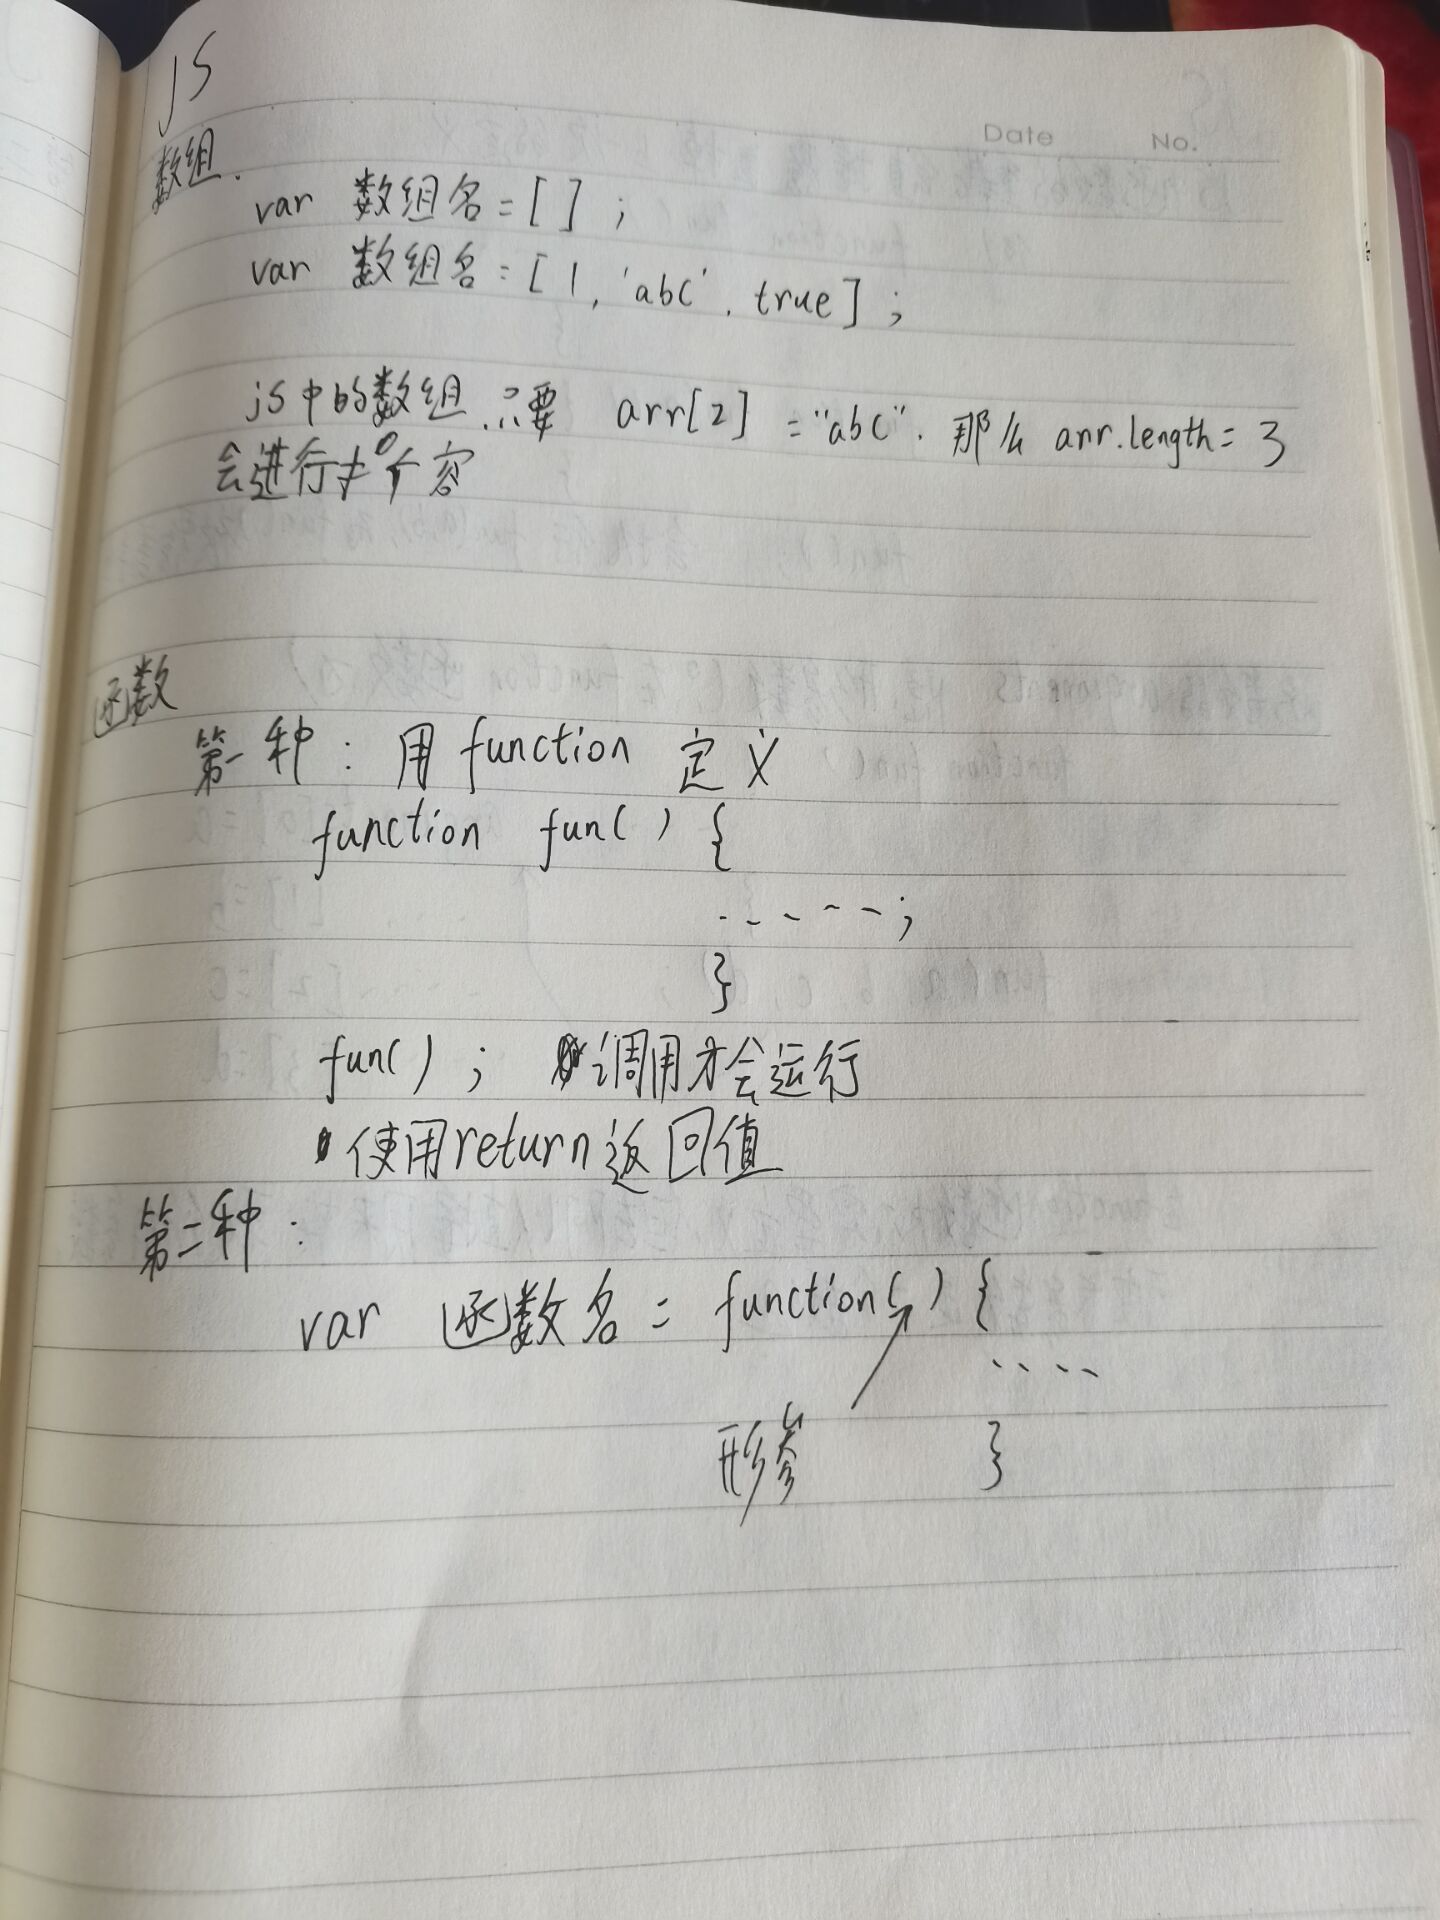 js
Date No.
数组.
var 数组名=[] ;
var 数组名=[1, 'abc', true] ;
js中的数组,只要 arr[2] ="abc". 那么 arr.length=3
会进行扩容
函数
第一种: 用function 定义
function fun() {
......;
}
fun() ; 调用才会运行
使用return返回值
第二种:
var 函数名= function( ) {
....
形参 }